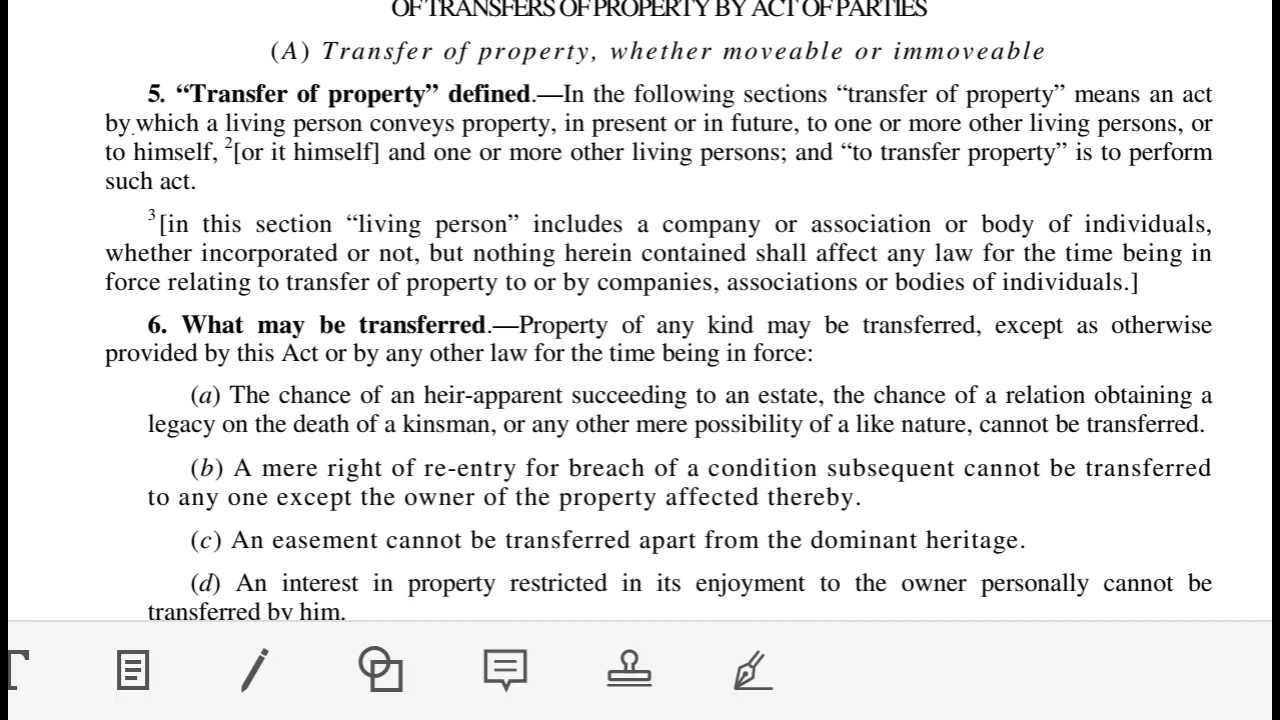 OF TRANSFERS OF PROPERTY BY ACT OF PARTIES
(A) Transfer of property, whether moveable or immoveable
5. “Transfer of property” defined.—In the following sections “transfer of property” means an act
by which a living person conveys property, in present or in future, to one or more other living persons, or
to himself, 2[or it himself] and one or more other living persons; and “to transfer property” is to perform
such act.
3[in this section “living person” includes a company or association or body of individuals,
whether incorporated or not, but nothing herein contained shall affect any law for the time being in
force relating to transfer of property to or by companies, associations or bodies of individuals.]
6. What may be transferred.—Property of any kind may be transferred, except as otherwise
provided by this Act or by any other law for the time being in force:
(a) The chance of an heir-apparent succeeding to an estate, the chance of a relation obtaining a
legacy on the death of a kinsman, or any other mere possibility of a like nature, cannot be transferred.
(b) A mere right of re-entry for breach of a condition subsequent cannot be transferred
to any one except the owner of the property affected thereby.
(c) An easement cannot be transferred apart from the dominant heritage.
(d) An interest in property restricted in its enjoyment to the owner personally cannot be
transferred by him.